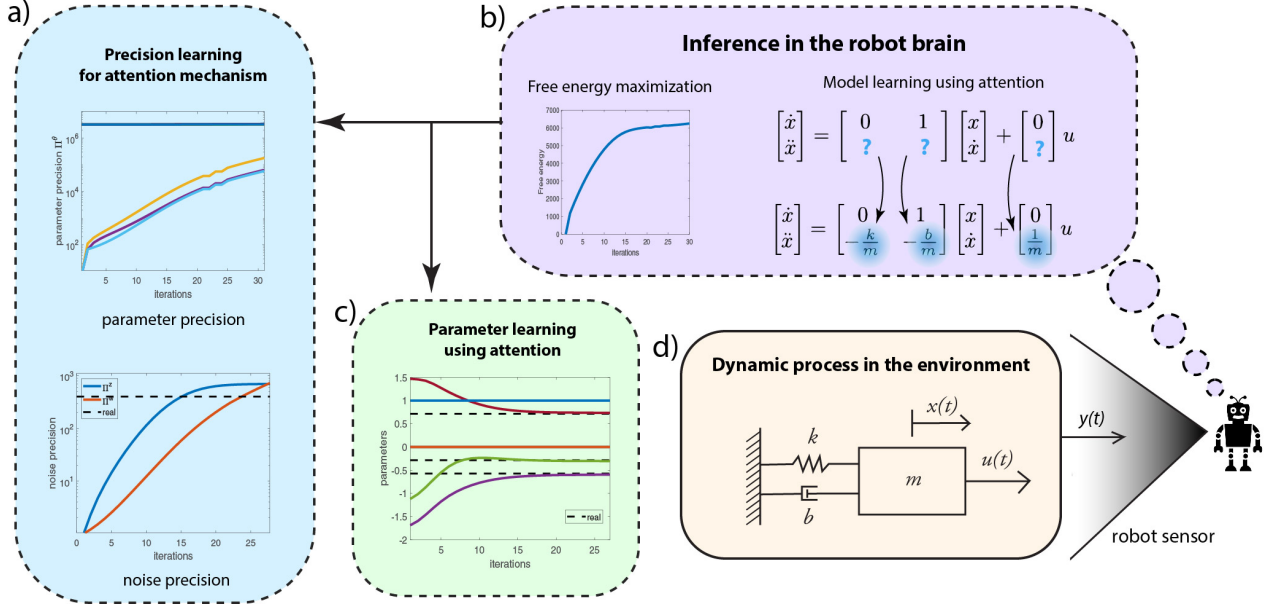 a)
Precision learning
for attention mechanism
parameter precision Π^θ
10^6
10^4
10^2
5 10 15 20 25 30
iterations
parameter precision
noise precision
10^3
10^2
10^1
Π^z
Π^w
real
0 5 10 15 20 25
iterations
noise precision
b)
Inference in the robot brain
Free energy maximization
Free energy
7000
6000
5000
4000
3000
2000
1000
0
0 5 10 15 20 25 30
iterations
Model learning using attention
[ẋ ẍ] = [0 1 ? ?] [x ẋ] + [0 ?] u
[ẋ ẍ] = [0 1 -k/m -b/m] [x ẋ] + [0 1/m] u
c)
Parameter learning
using attention
parameters
1.5
1
0.5
0
-0.5
-1
-1.5
-2
real
5 10 15 20 25
iterations
d)
Dynamic process in the environment
x(t)
k
m
u(t)
b
y(t)
robot sensor